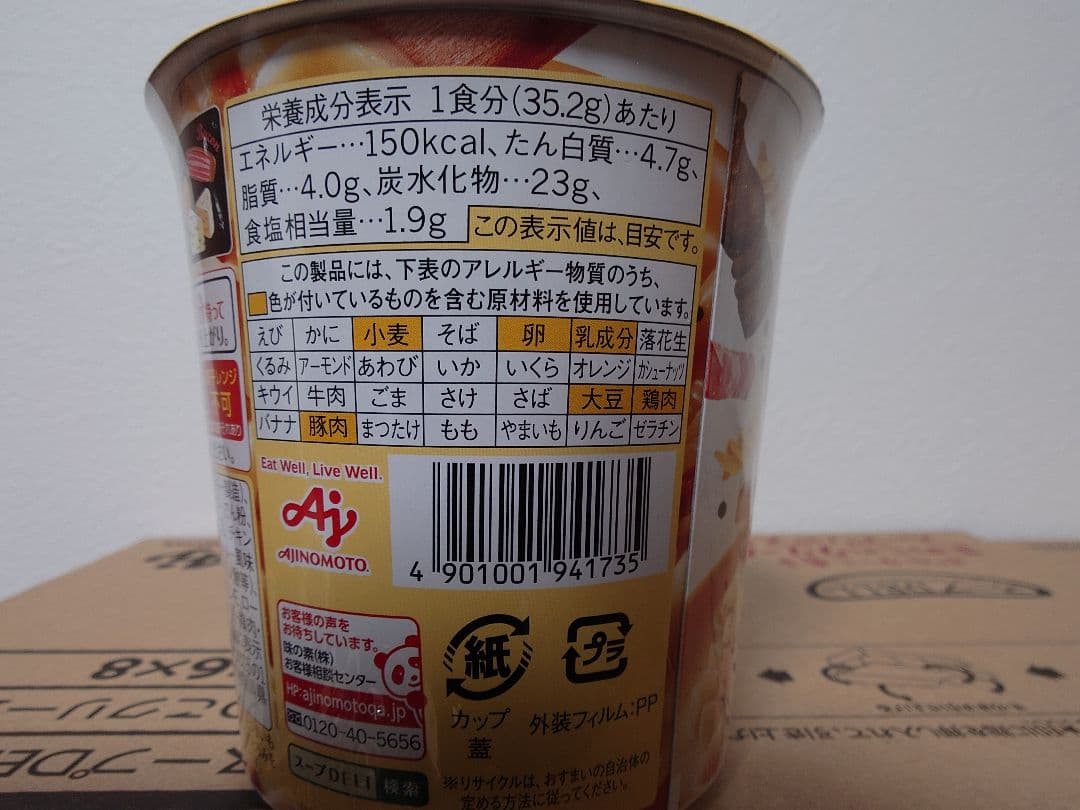 栄養成分表示 1食分(35.2g)あたり
エネルギー…150kcal、たん白質…4.7g、
脂質…4.0g、炭水化物…23g、
食塩相当量…1.9g この表示値は、目安です。
この製品には、下表のアレルギー物質のうち、
色が付いているものを含む原材料を使用しています。
えび かに 小麦 そば 卵 乳成分 落花生
くるみ アーモンド あわび いか いくら オレンジ カシューナッツ
キウイ 牛肉 ごま さけ さば 大豆 鶏肉
バナナ 豚肉 まつたけ もも やまいも りんご ゼラチン
Eat Well, Live Well.
Aj
AJINOMOTO
4 901001 941735
お客様の声を
お待ちしています。
味の素(株)
お客様相談センター
HP:ajinomotoqa.jp
0120-40-5656
スープDELI 検索
紙
カップ
蓋
プラ
外装フィルム:PP
※リサイクルは、おすまいの自治体の
定める方法に従ってください。
6×8